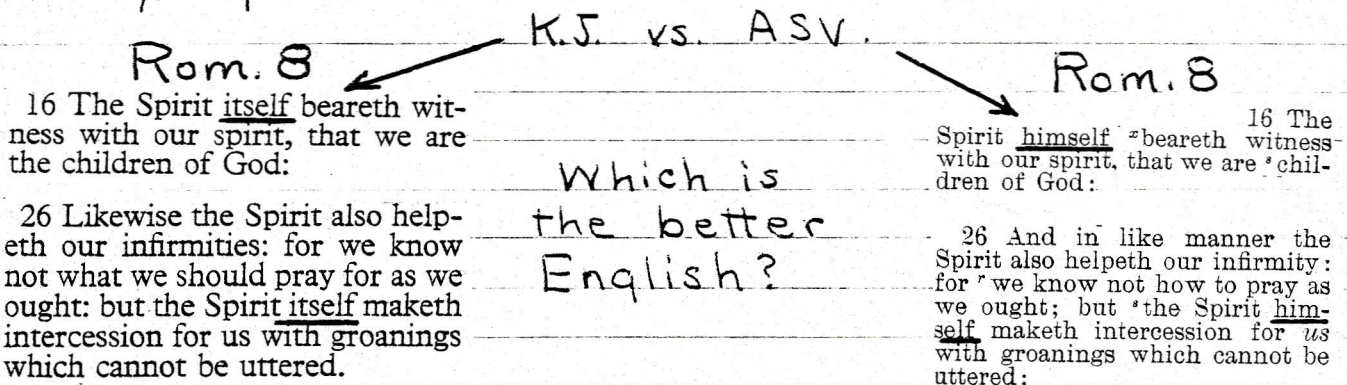 K.J. vs. ASV.
Rom. 8
16 The Spirit itself beareth wit-
ness with our spirit, that we are
the children of God:
26 Likewise the Spirit also help-
eth our infirmities: for we know
not what we should pray for as we
ought: but the Spirit itself maketh
intercession for us with groanings
which cannot be uttered.
Which is
the better
English?
Rom. 8
16 The
Spirit himself ˣbeareth witness
with our spirit, that we are ˢchil-
dren of God:
26 And in like manner the
Spirit also helpeth our infirmity:
for ʳwe know not how to pray as
we ought; but ˢthe Spirit him-
self maketh intercession for us
with groanings which cannot be
uttered: